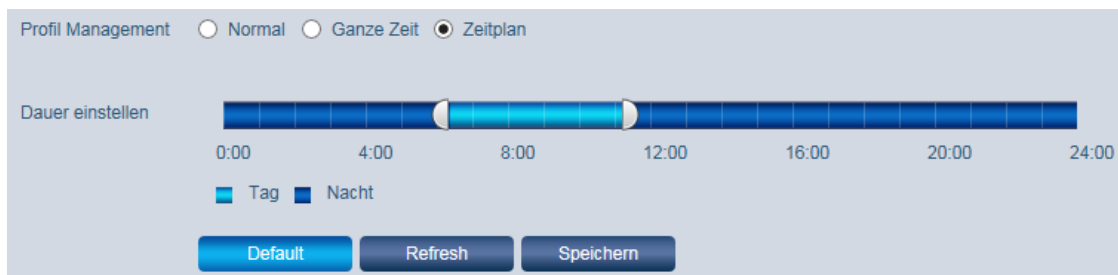 Profil Management Normal Ganze Zeit Zeitplan
Dauer einstellen
0:00 4:00 8:00 12:00 16:00 20:00 24:00
Tag Nacht
Default Refresh Speichern